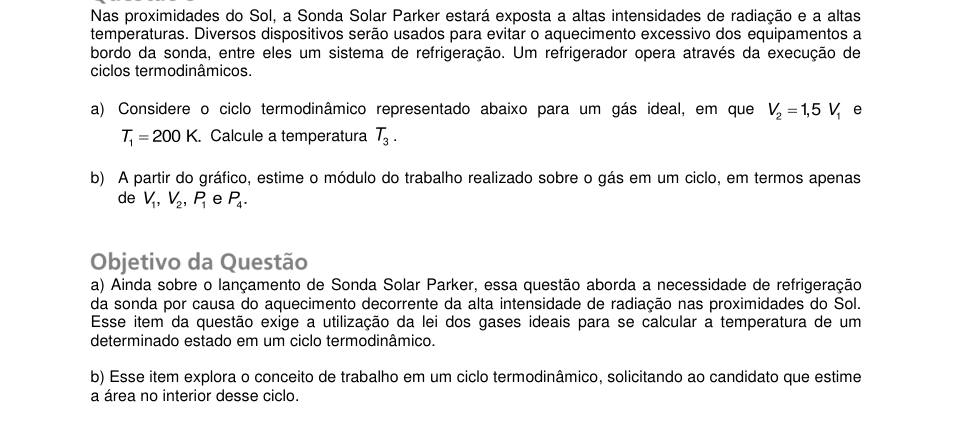 Nas proximidades do Sol, a Sonda Solar Parker estará exposta a altas intensidades de radiação e a altas
temperaturas. Diversos dispositivos serão usados para evitar o aquecimento excessivo dos equipamentos a
bordo da sonda, entre eles um sistema de refrigeração. Um refrigerador opera através da execução de
ciclos termodinâmicos.
a) Considere o ciclo termodinâmico representado abaixo para um gás ideal, em que V₂ = 1,5 V₁ e
T₁ = 200 K. Calcule a temperatura T₃ .
b) A partir do gráfico, estime o módulo do trabalho realizado sobre o gás em um ciclo, em termos apenas
de V₁, V₂, P₁ e P₄.
Objetivo da Questão
a) Ainda sobre o lançamento de Sonda Solar Parker, essa questão aborda a necessidade de refrigeração
da sonda por causa do aquecimento decorrente da alta intensidade de radiação nas proximidades do Sol.
Esse item da questão exige a utilização da lei dos gases ideais para se calcular a temperatura de um
determinado estado em um ciclo termodinâmico.
b) Esse item explora o conceito de trabalho em um ciclo termodinâmico, solicitando ao candidato que estime
a área no interior desse ciclo.